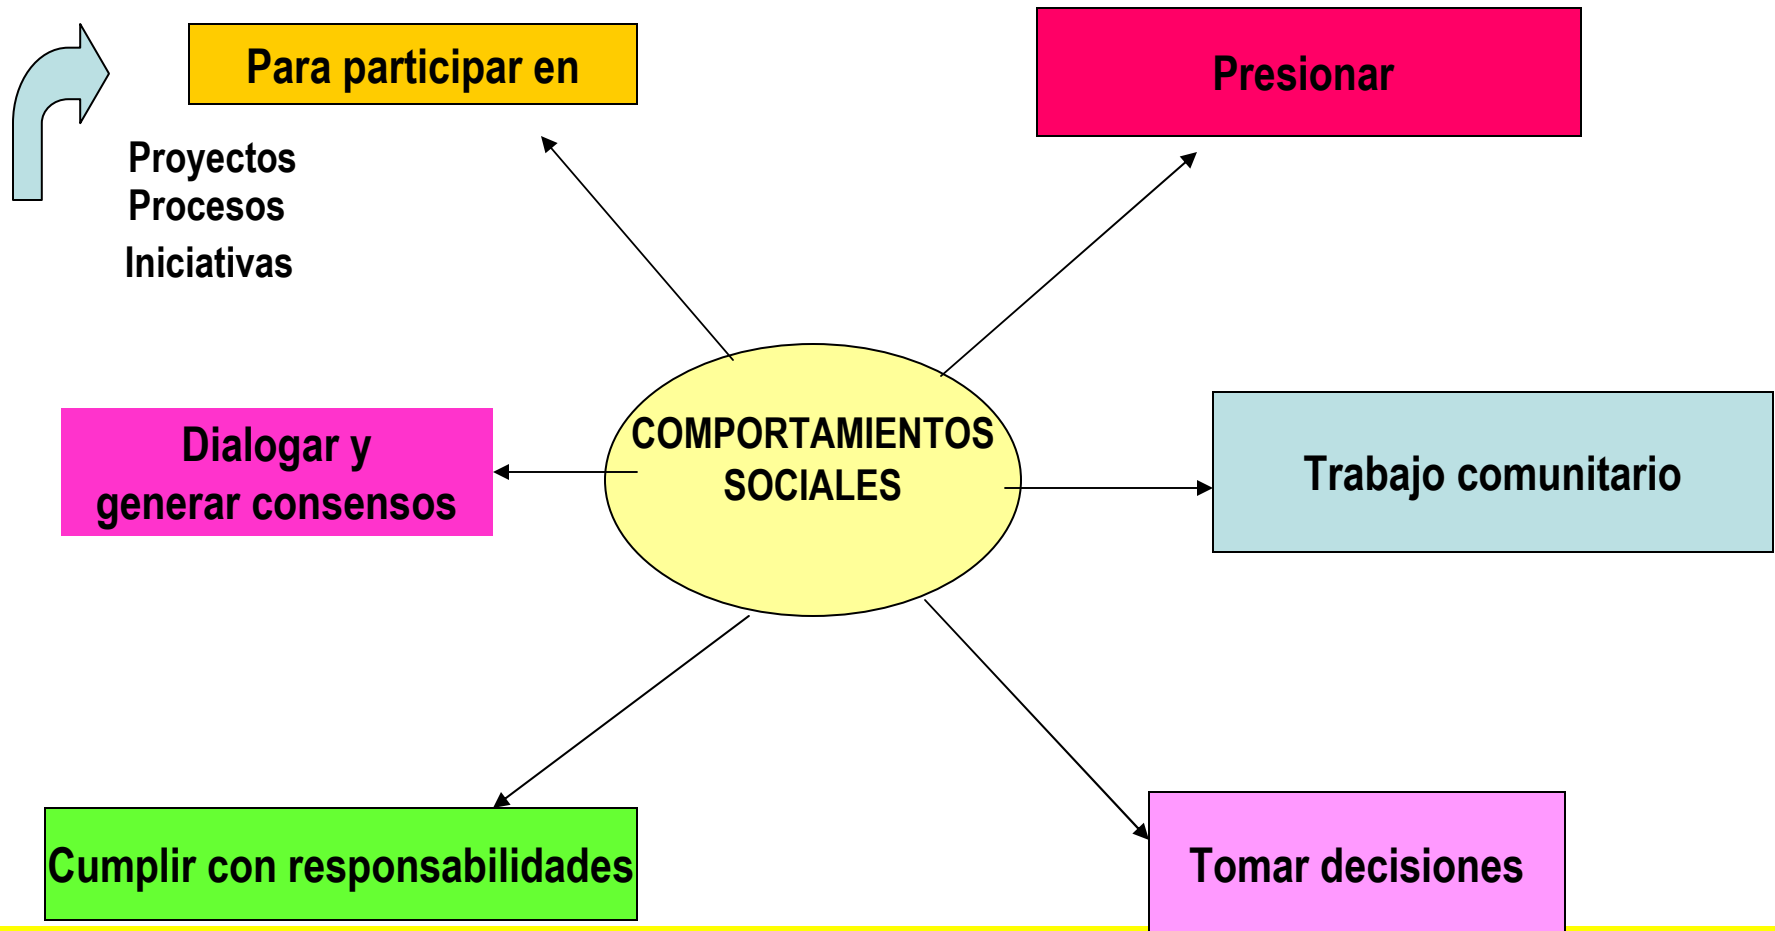 Para participar en
Presionar
Proyectos
Procesos
Iniciativas
COMPORTAMIENTOS
SOCIALES
Dialogar y
generar consensos
Trabajo comunitario
Cumplir con responsabilidades
Tomar decisiones